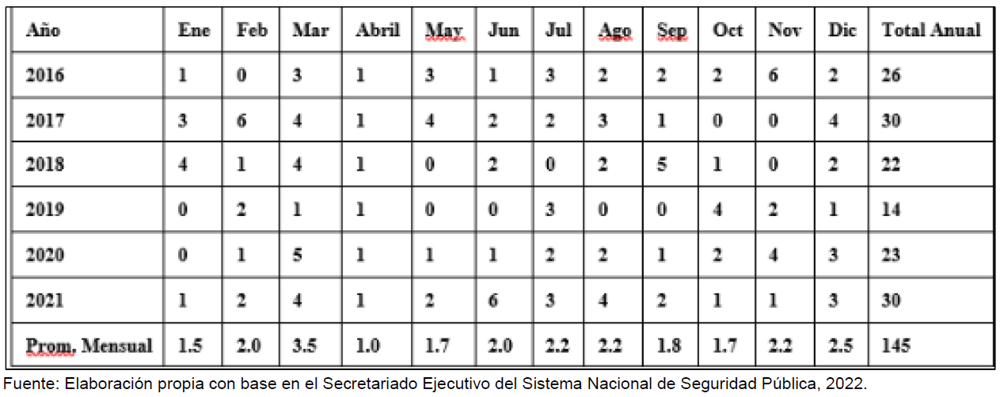 Año Ene Feb Mar Abril May Jun Jul Ago Sep Oct Nov Dic Total Anual
2016 1 0 3 1 3 1 3 2 2 2 6 2 26
2017 3 6 4 1 4 2 2 3 1 0 0 4 30
2018 4 1 4 1 0 2 0 2 5 1 0 2 22
2019 0 2 1 1 0 0 3 0 0 4 2 1 14
2020 0 1 5 1 1 1 2 2 1 2 4 3 23
2021 1 2 4 1 2 6 3 4 2 1 1 3 30
Prom. Mensual 1.5 2.0 3.5 1.0 1.7 2.0 2.2 2.2 1.8 1.7 2.2 2.5 145
Fuente: Elaboración propia con base en el Secretariado Ejecutivo del Sistema Nacional de Seguridad Pública, 2022.